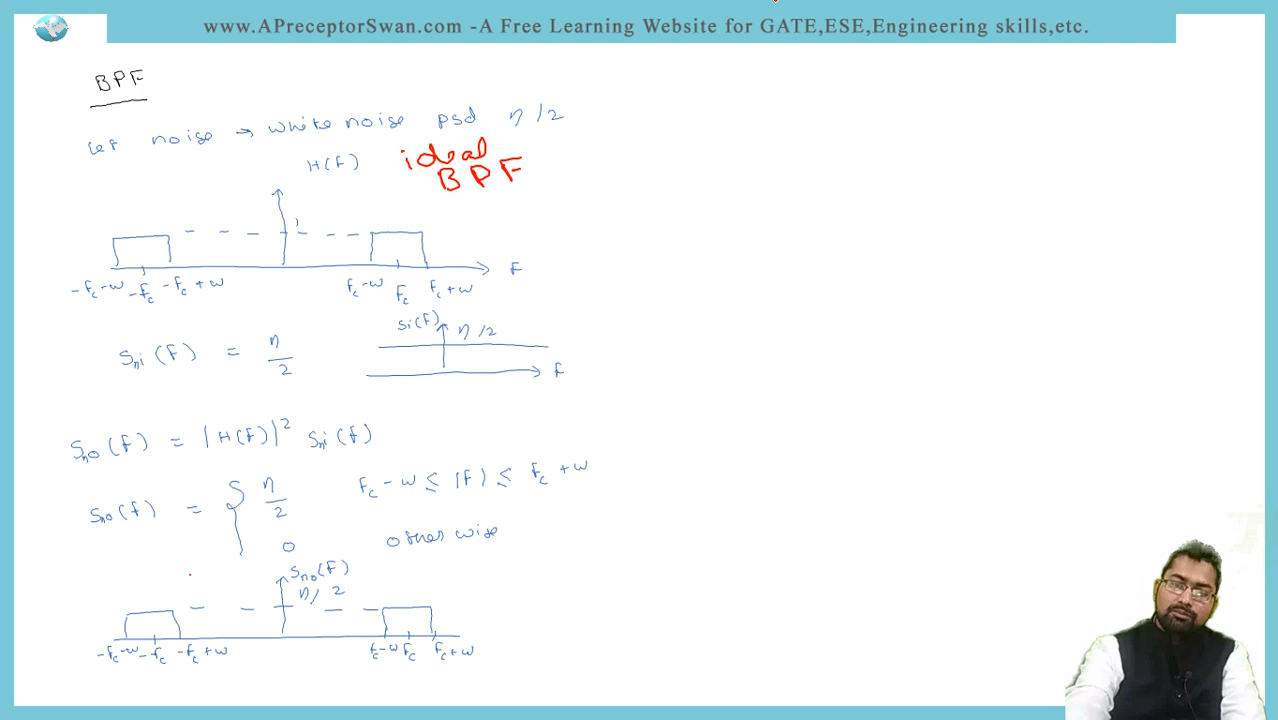 www.APreceptorSwan.com -A Free Learning Website for GATE,ESE,Engineering skills,etc.
BPF
let noise → white noise psd η/2
H(f) ideal
BPF
1
-fc-w -fc -fc+w fc-w fc fc+w f
Si(f) η/2
Sni(f) = η/2
f
Sno(f) = |H(f)|² Sni(f)
Sno(f) = { η/2 fc-w ≤ |f| ≤ fc+w
0 otherwise
Sno(f)
η/2
-fc-w -fc -fc+w fc-w fc fc+w